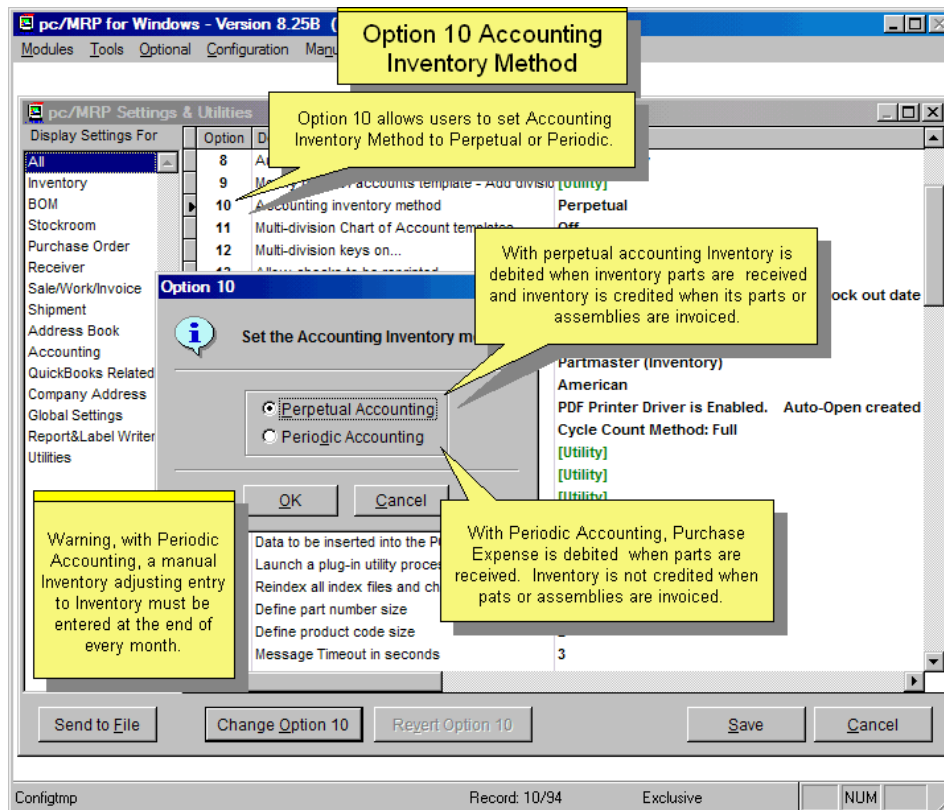 pc/MRP for Windows - Version 8.25B (
Option 10 Accounting
Inventory Method
Modules Tools Optional Configuration
pc/MRP Settings & Utilities
Option 10 allows users to set Accounting
Inventory Method to Perpetual or Periodic.
Display Settings For
All
Inventory
BOM
Stockroom
Purchase Order
Receiver
Sale/Work/Invoice
Shipment
Address Book
Accounting
QuickBooks Related
Company Address
Global Settings
Report&Label Writer
Utilities
Option
8
9 accounts template - Add [Utility]
10 Accounting inventory method Perpetual
11 Multi-division Chart of Account templates Off
12 Multi-division keys on...
13 Allow checks to be reprinted
With perpetual accounting Inventory is
debited when inventory parts are received
and inventory is credited when its parts or
assemblies are invoiced.
ock out date
Partmaster (Inventory)
American
PDF Printer Driver is Enabled. Auto-Open created
Cycle Count Method: Full
[Utility]
[Utility]
[Utility]
Option 10
Set the Accounting Inventory
Perpetual Accounting
Periodic Accounting
OK Cancel
Warning, with Periodic
Accounting, a manual
Inventory adjusting entry
to Inventory must be
entered at the end of
every month.
With Periodic Accounting, Purchase
Expense is debited when parts are
received. Inventory is not credited when
pats or assemblies are invoiced.
Data to be inserted into the
Launch a plug-in utility
Reindex all index files and
Define part number size
Define product code size
Message Timeout in seconds 3
Send to File Change Option 10 Revert Option 10 Save Cancel
Configtmp Record: 10/94 Exclusive NUM